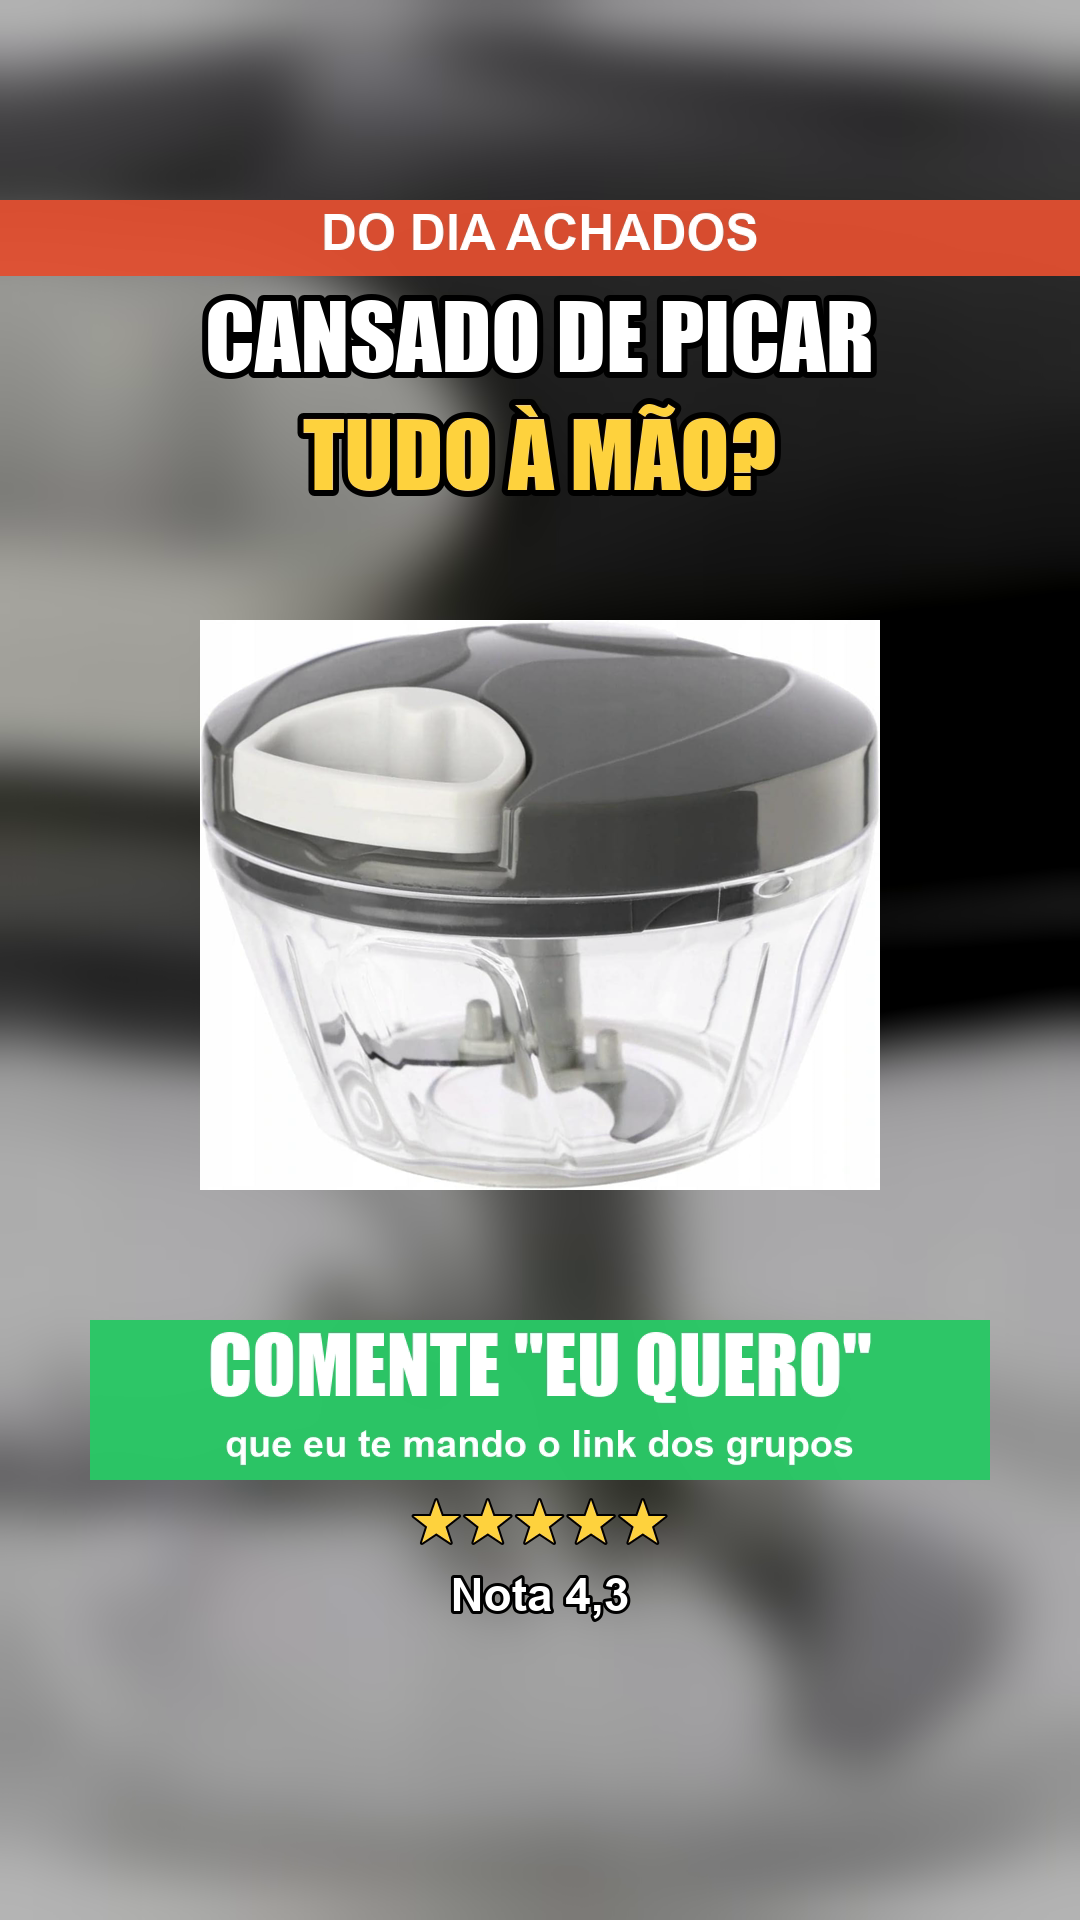 DO DIA ACHADOS
CANSADO DE PICAR
TUDO À MÃO?
COMENTE "EU QUERO"
que eu te mando o link dos grupos
★★★★★
Nota 4,3